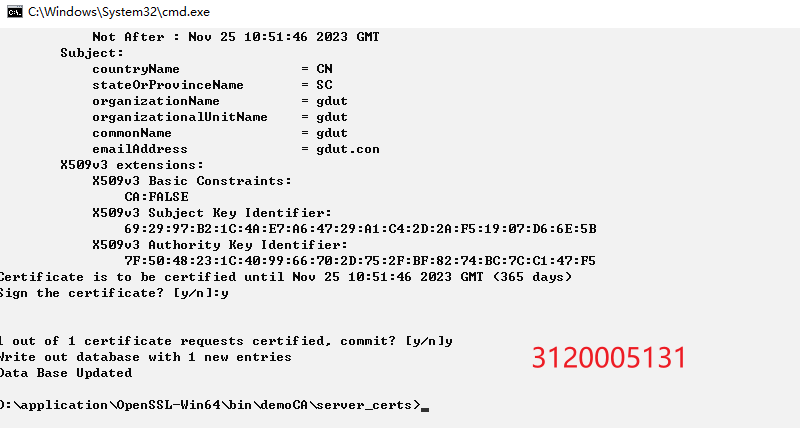 C:\Windows\System32\cmd.exe
Not After : Nov 25 10:51:46 2023 GMT
Subject:
countryName = CN
stateOrProvinceName = SC
organizationName = gdut
organizationalUnitName = gdut
commonName = gdut
emailAddress = gdut.con
X509v3 extensions:
X509v3 Basic Constraints:
CA:FALSE
X509v3 Subject Key Identifier:
69:29:97:B2:1C:4A:E7:A6:47:29:A1:C4:2D:2A:F5:19:07:D6:6E:5B
X509v3 Authority Key Identifier:
7F:50:48:23:1C:40:99:66:70:2D:75:2F:BF:82:74:BC:7C:C1:47:F5
Certificate is to be certified until Nov 25 10:51:46 2023 GMT (365 days)
Sign the certificate? [y/n]:y
1 out of 1 certificate requests certified, commit? [y/n]y
Write out database with 1 new entries
3120005131
Data Base Updated
D:\application\OpenSSL-Win64\bin\demoCA\server_certs>